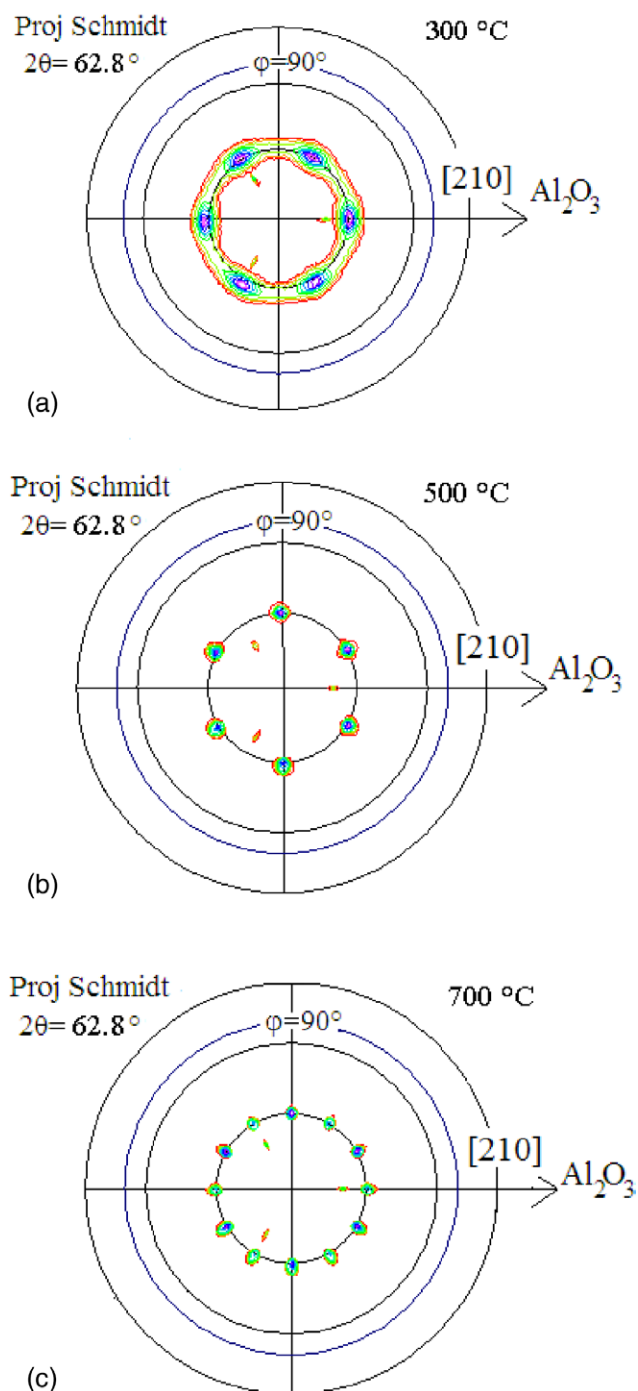 Proj Schmidt
300 °C
2θ= 62.8°
φ=90°
[210]
Al₂O₃
(a)
Proj Schmidt
500 °C
2θ= 62.8°
φ=90°
[210]
Al₂O₃
(b)
Proj Schmidt
700 °C
2θ= 62.8°
φ=90°
[210]
Al₂O₃
(c)